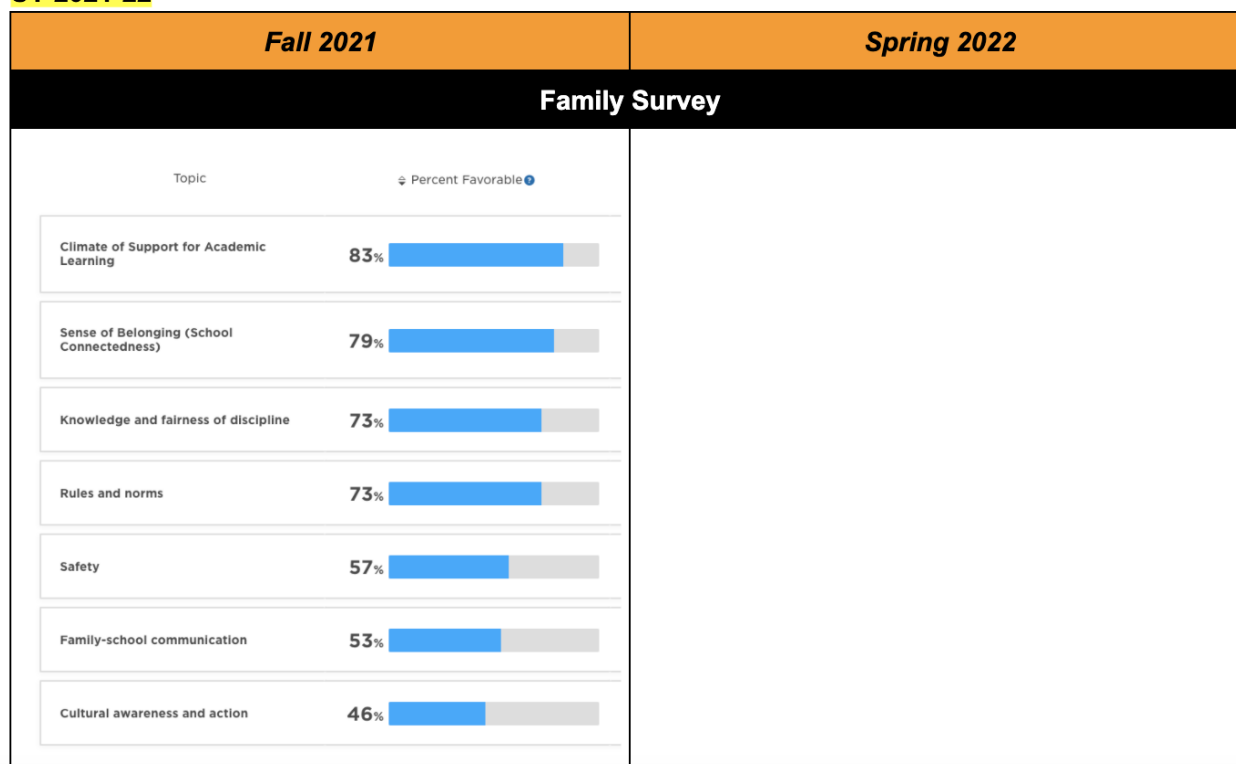 Fall 2021
Spring 2022
Family Survey
Topic
Percent Favorable
Climate of Support for Academic
Learning
83%
Sense of Belonging (School
Connectedness)
79%
Knowledge and fairness of discipline
73%
Rules and norms
73%
Safety
57%
Family-school communication
53%
Cultural awareness and action
46%